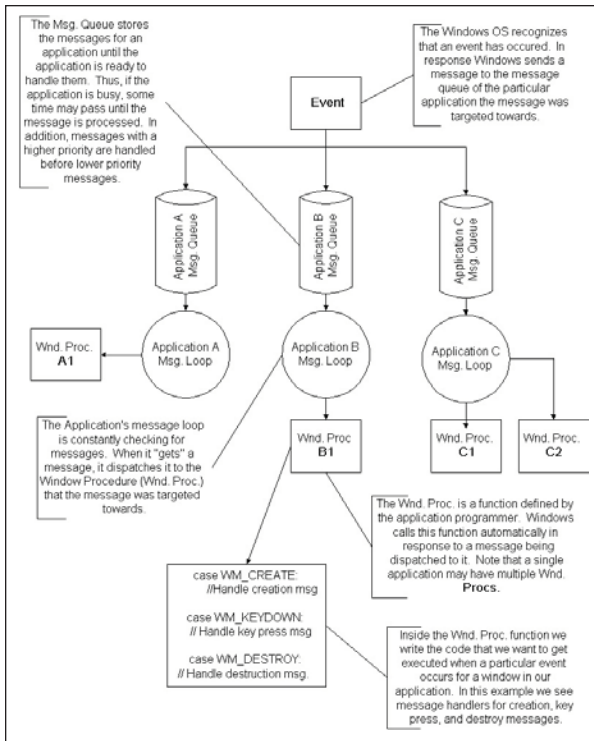 The Msg. Queue stores
the messages for an
application until the
application is ready to
handle them. Thus, if the
application is busy, some
time may pass until the
message is processed. In
addition, messages with a
higher priority are handled
before lower priority
messages.
The Windows OS recognizes
that an event has occured. In
response Windows sends a
message to the message
queue of the particular
application the message was
targeted towards.
Event
Application A
Msg. Queue
Application B
Msg. Queue
Application C
Msg. Queue
Wnd. Proc.
A1
Application A
Msg. Loop
Application B
Msg. Loop
Application C
Msg. Loop
The Application's message loop
is constantly checking for
messages. When it "gets" a
message, it dispatches it to the
Window Procedure (Wnd. Proc.)
that the message was targeted
towards.
Wnd. Proc
B1
Wnd. Proc.
C1
Wnd. Proc.
C2
The Wnd. Proc. is a function defined by
the application programmer. Windows
calls this function automatically in
response to a message being
dispatched to it. Note that a single
application may have multiple Wnd.
Procs.
case WM_CREATE:
//Handle creation msg
case WM_KEYDOWN:
// Handle key press msg
case WM_DESTROY:
// Handle destruction msg.
Inside the Wnd. Proc. function we
write the code that we want to get
executed when a particular event
occurs for a window in our
application. In this example we see
message handlers for creation, key
press, and destroy messages.